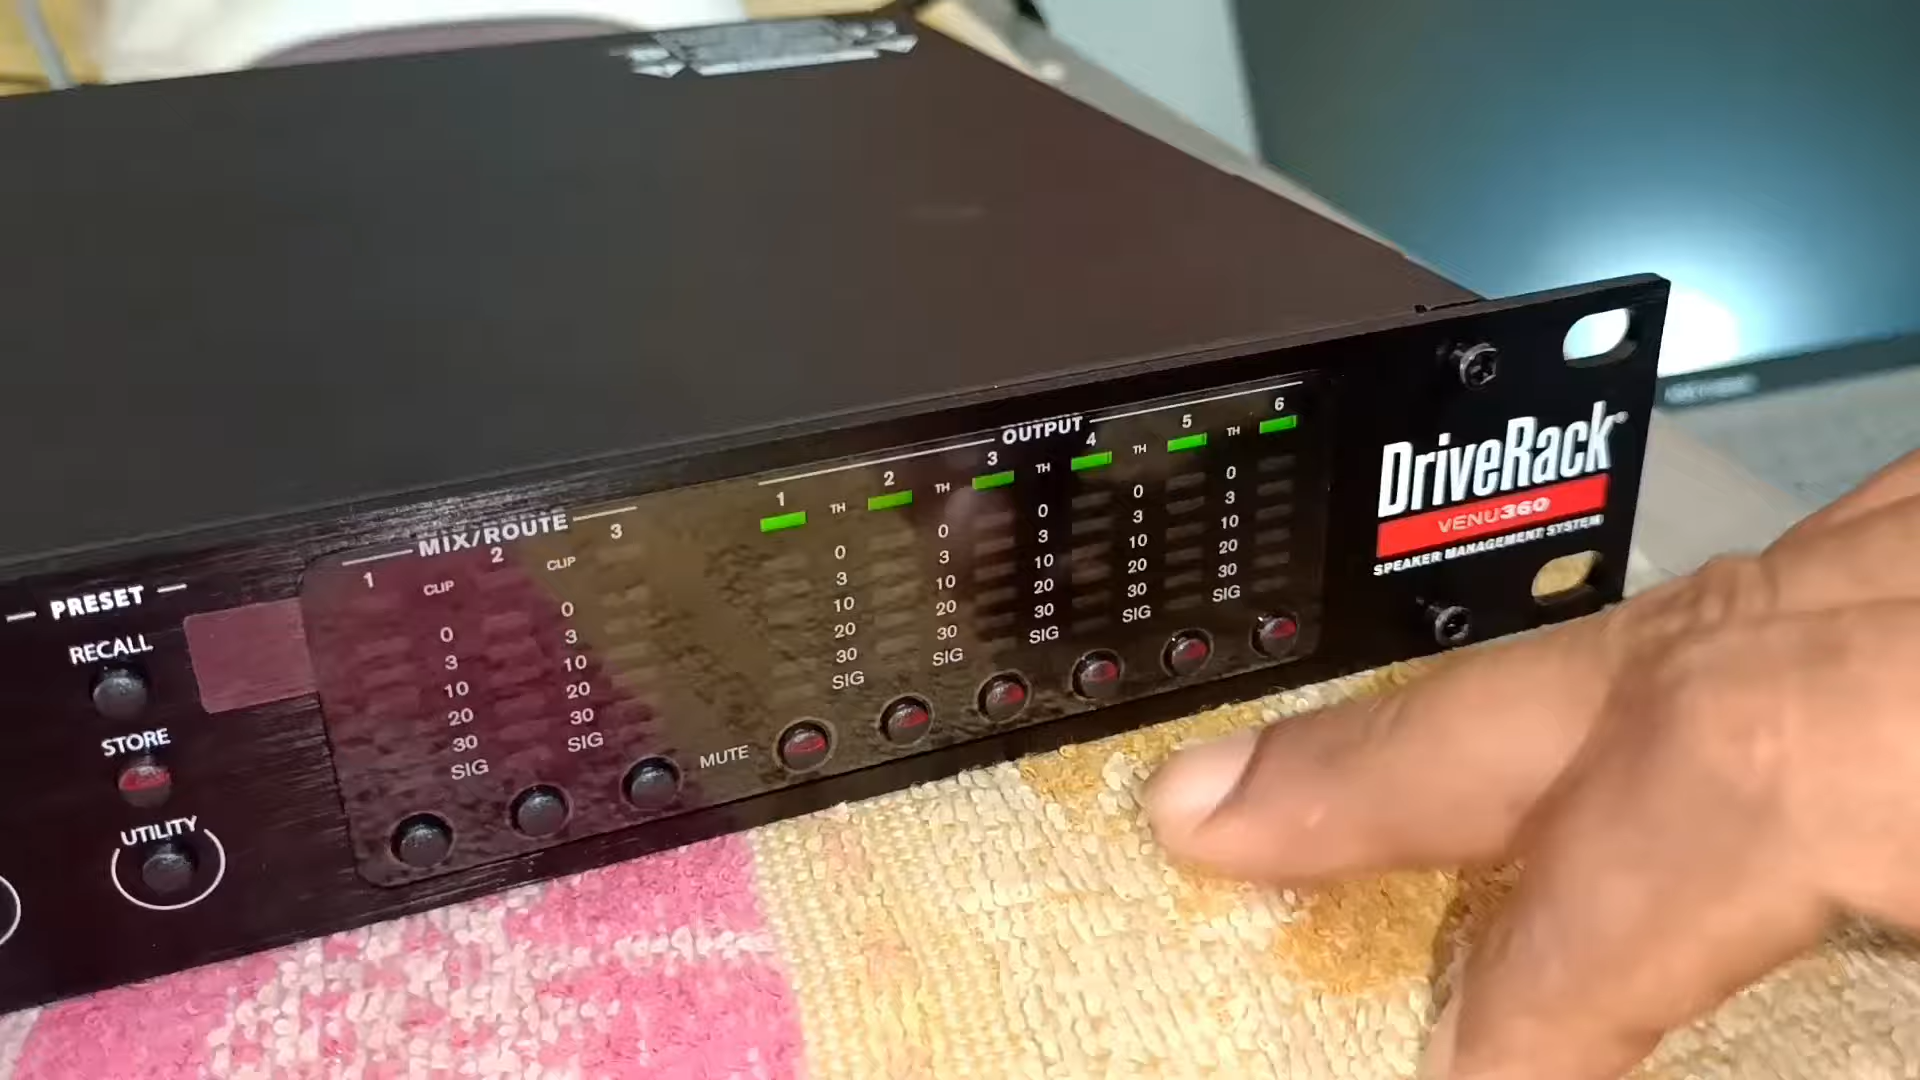 PRESET
RECALL
STORE
UTILITY
MIX/ROUTE
1 2 3
CLIP CLIP
0 0
3 3
10 10
20 20
30 30
SIG SIG
MUTE
OUTPUT
1 2 3 4 5 6
TH TH TH TH TH
0 0 0 0 0
3 3 3 3 3
10 10 10 10 10
20 20 20 20 20
30 30 30 30 30
SIG SIG SIG SIG SIG
DriveRack
VENU360
SPEAKER MANAGEMENT SYSTEM